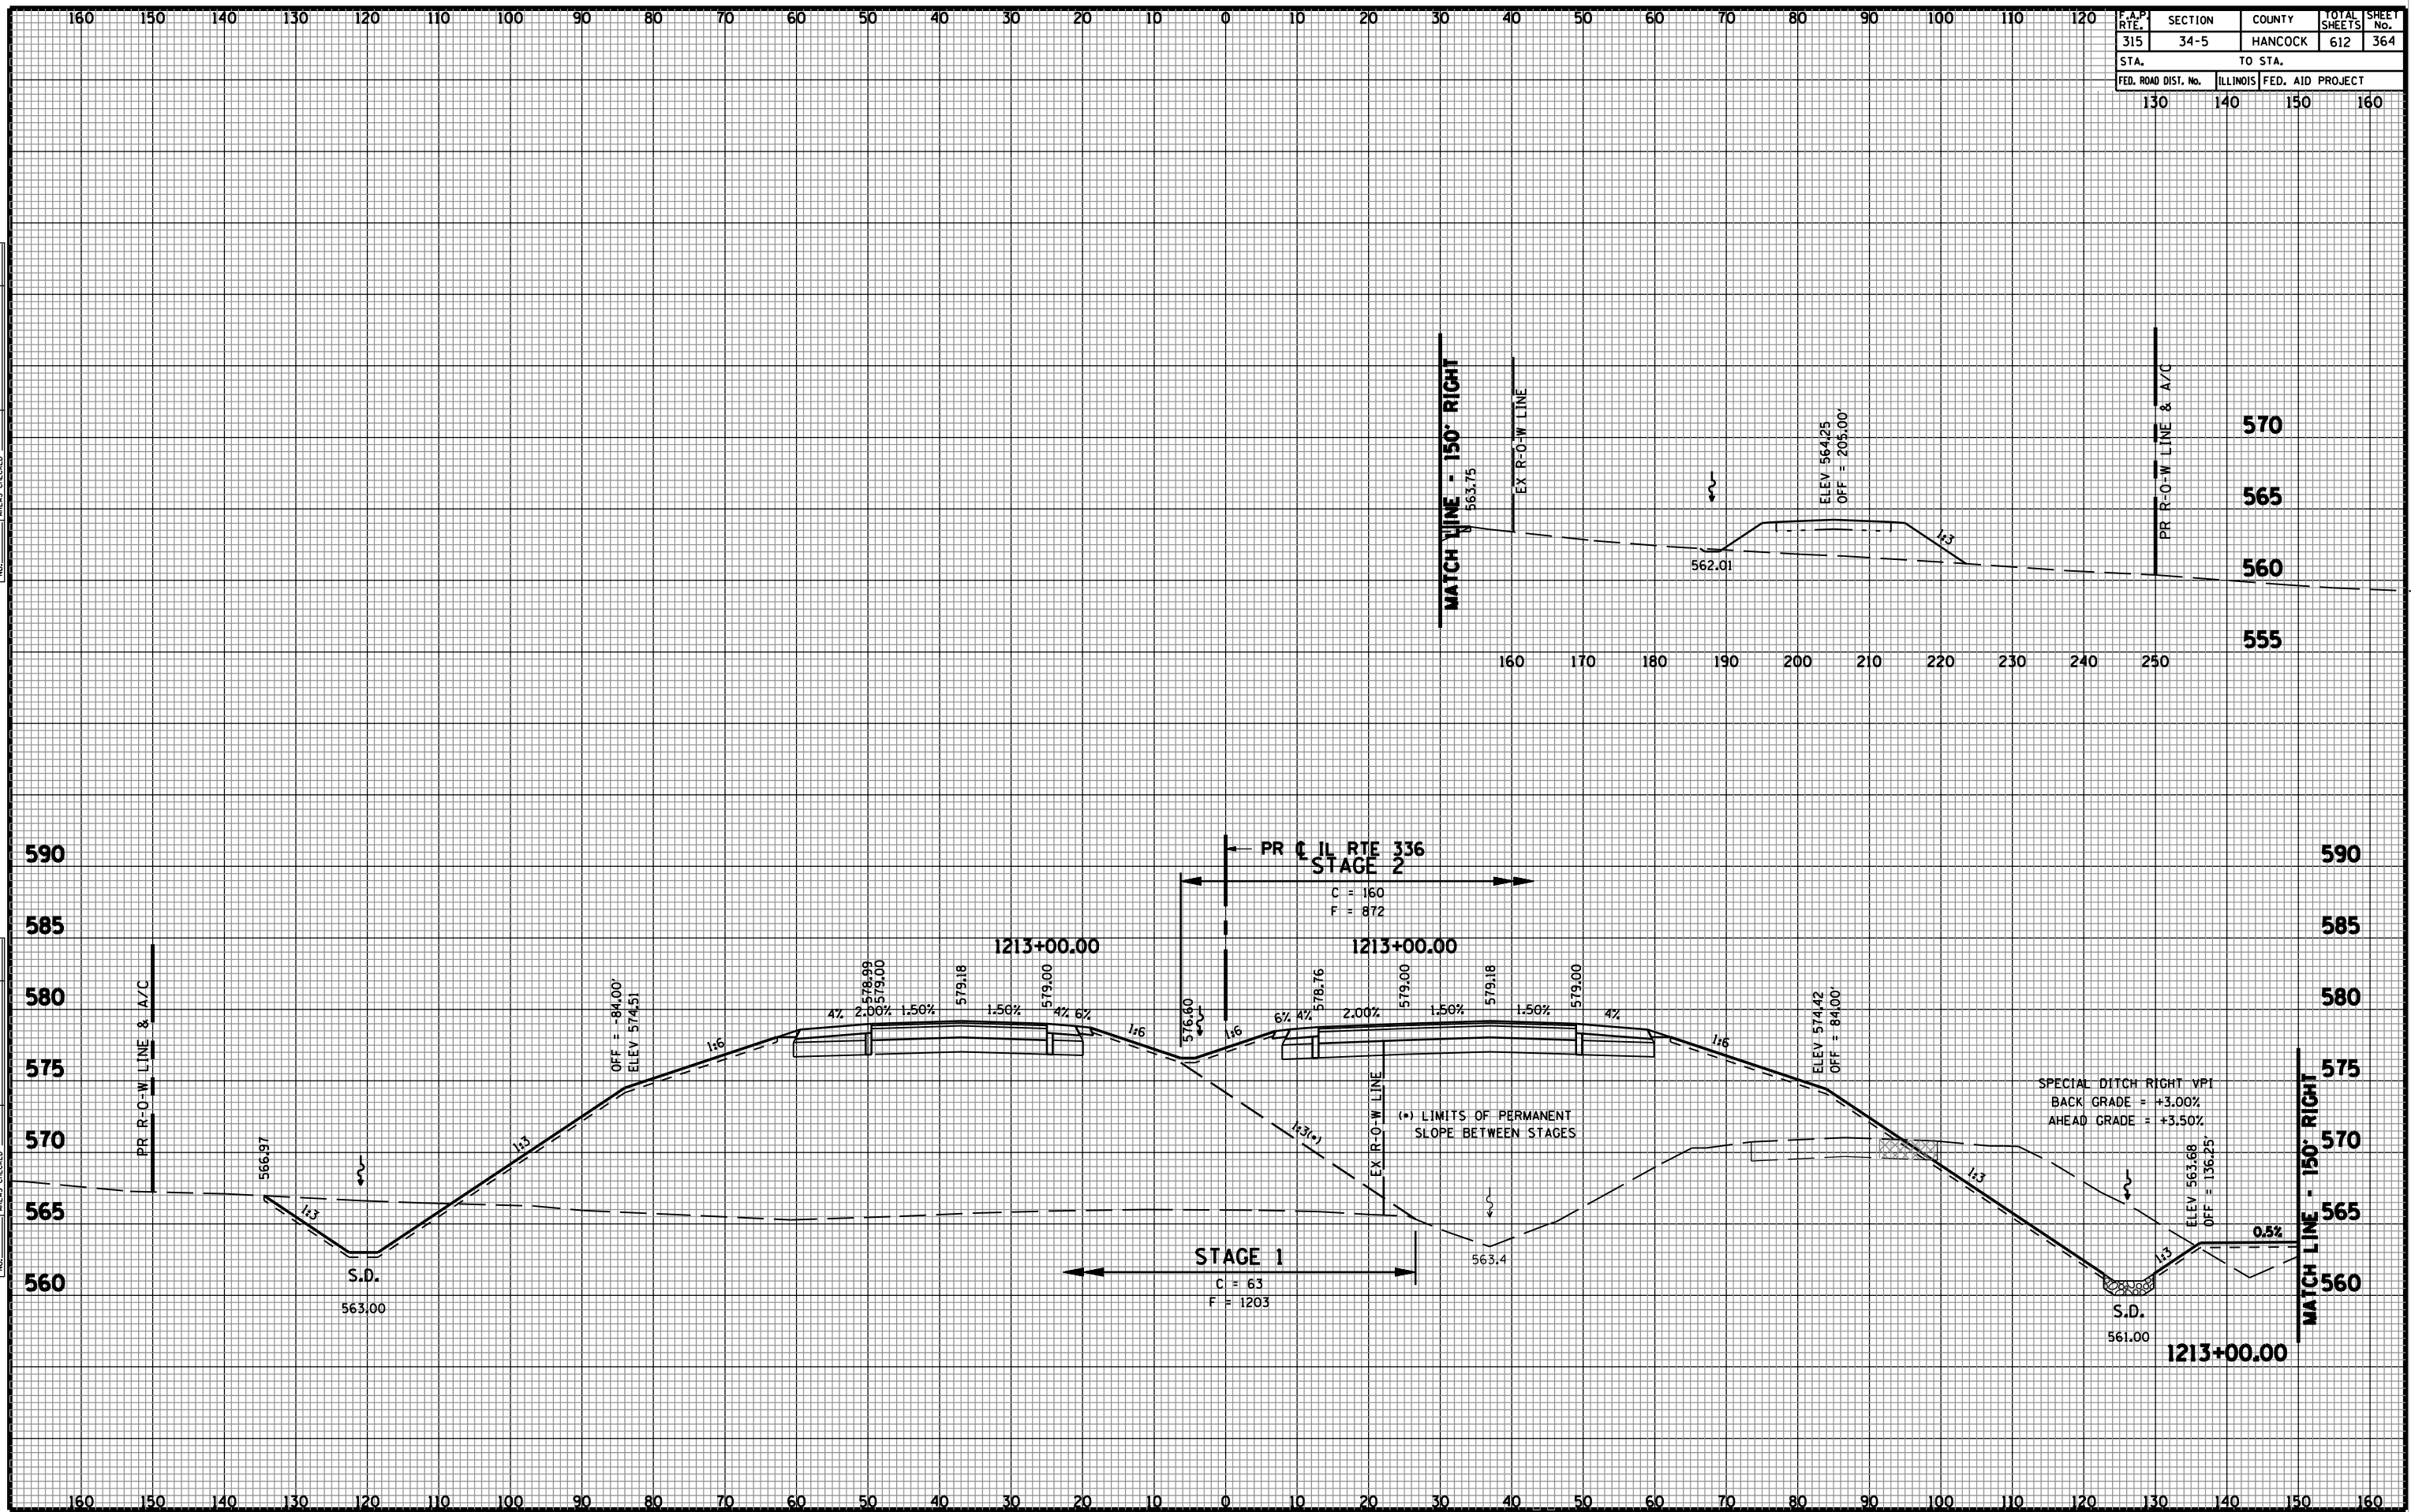 160 150 140 130 120 110 100 90 80 70 60 50 40 30 20 10 0 10 20 30 40 50 60 70 80 90 100 110 120
F.A.P. RTE. SECTION COUNTY TOTAL SHEETS SHEET No.
315 34-5 HANCOCK 612 364
STA. TO STA.
FED. ROAD DIST. No. ILLINOIS FED. AID PROJECT
130 140 150 160
MATCH LINE - 150' RIGHT
563.75
EX R-O-W LINE
ELEV 564.25
OFF = 205.00'
PR R-O-W LINE & A/C
570
565
560
555
1:3
562.01
160 170 180 190 200 210 220 230 240 250
590
585
580
575
570
565
560
PR ℄ IL RTE 336
STAGE 2
C = 160
F = 872
1213+00.00
1213+00.00
590
585
580
575
570
565
560
PR R-O-W LINE & A/C
566.97
1:3
S.D.
563.00
1:3
OFF = -84.00'
ELEV 574.51
1:6
4%
578.99
579.00
2.00%
1.50%
579.18
1.50%
579.00
4%
6%
1:6
576.60
1:6
6%
4%
578.76
2.00%
579.00
1.50%
579.18
1.50%
579.00
4%
1:6
ELEV 574.42
OFF = 84.00'
1:3(•)
EX R-O-W LINE
(•) LIMITS OF PERMANENT
SLOPE BETWEEN STAGES
563.4
STAGE 1
C = 63
F = 1203
1:3
SPECIAL DITCH RIGHT VPI
BACK GRADE = +3.00%
AHEAD GRADE = +3.50%
ELEV 563.68
OFF = 136.25'
1:3
0.5%
S.D.
561.00
MATCH LINE - 150' RIGHT
1213+00.00
160 150 140 130 120 110 100 90 80 70 60 50 40 30 20 10 0 10 20 30 40 50 60 70 80 90 100 110 120 130 140 150 160